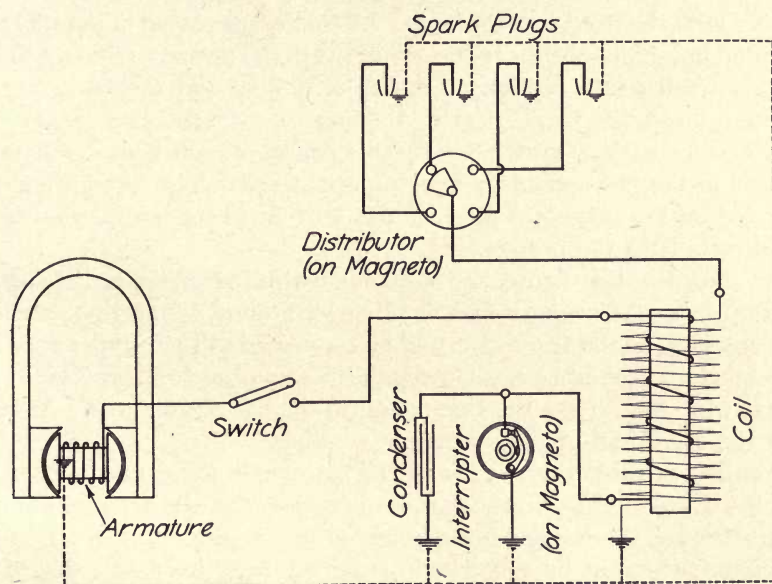 Spark Plugs
Distributor
(on Magneto)
Switch
Armature
Condenser
Interrupter
(on Magneto)
Coil